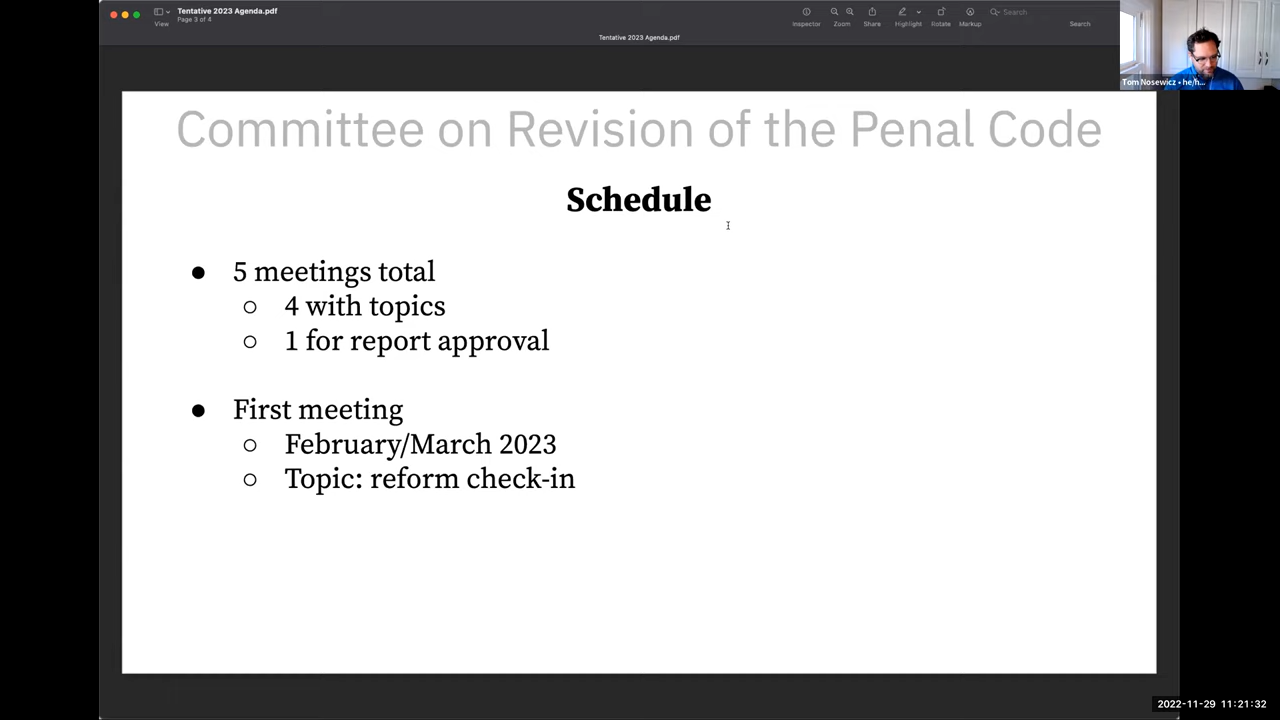 Tentative 2023 Agenda.pdf
Page 3 of 4
View
Inspector
Zoom
Share
Highlight
Rotate
Markup
Search
Search
Tentative 2023 Agenda.pdf
Tom Nosewicz • he/h...
Committee on Revision of the Penal Code
Schedule
● 5 meetings total
○ 4 with topics
○ 1 for report approval
● First meeting
○ February/March 2023
○ Topic: reform check-in
2022-11-29 11:21:32